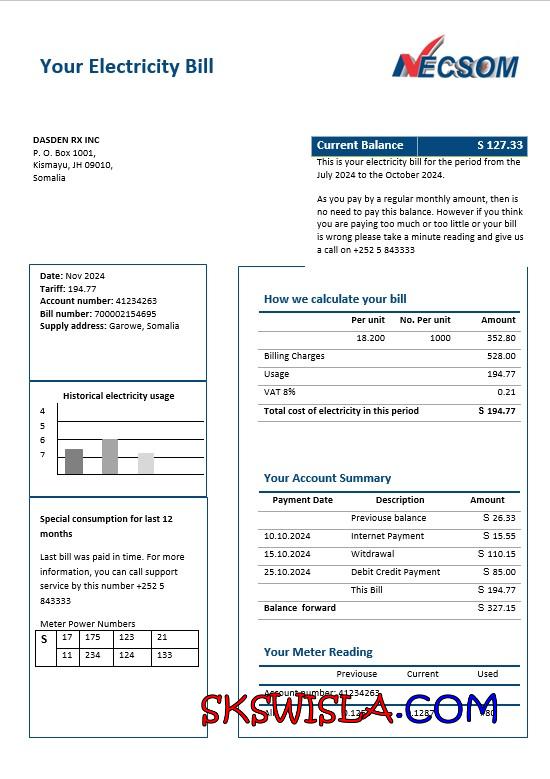 Your Electricity Bill
NECSOM
DASDEN RX INC
P. O. Box 1001,
Kismayu, JH 09010,
Somalia
Current Balance S 127.33
This is your electricity bill for the period from the
July 2024 to the October 2024.
As you pay by a regular monthly amount, then is
no need to pay this balance. However if you think
you are paying too much or too little or your bill
is wrong please take a minute reading and give us
a call on +252 5 843333
Date: Nov 2024
Tariff: 194.77
Account number: 41234263
Bill number: 700002154695
Supply address: Garowe, Somalia
Historical electricity usage
4
5
6
7
Special consumption for last 12
months
Last bill was paid in time. For more
information, you can call support
service by this number +252 5
843333
Meter Power Numbers
S 17 175 123 21
11 234 124 133
How we calculate your bill
Per unit No. Per unit Amount
18.200 1000 352.80
Billing Charges 528.00
Usage 194.77
VAT 8% 0.21
Total cost of electricity in this period S 194.77
Your Account Summary
Payment Date Description Amount
Previouse balance S 26.33
10.10.2024 Internet Payment S 15.55
15.10.2024 Witdrawal S 110.15
25.10.2024 Debit Credit Payment S 85.00
This Bill S 194.77
Balance forward S 327.15
Your Meter Reading
Previouse Current Used
Account number: 41234263
SKSWISLA.COM